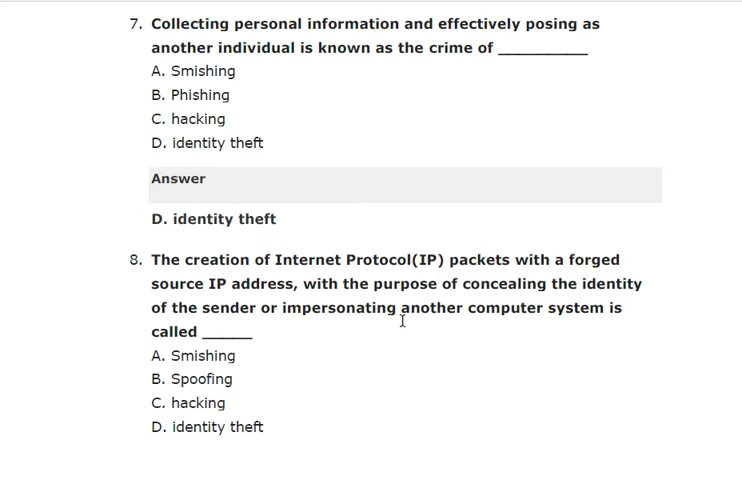 7. Collecting personal information and effectively posing as
another individual is known as the crime of __________
A. Smishing
B. Phishing
C. hacking
D. identity theft
Answer
D. identity theft
8. The creation of Internet Protocol(IP) packets with a forged
source IP address, with the purpose of concealing the identity
of the sender or impersonating another computer system is
called ______
A. Smishing
B. Spoofing
C. hacking
D. identity theft